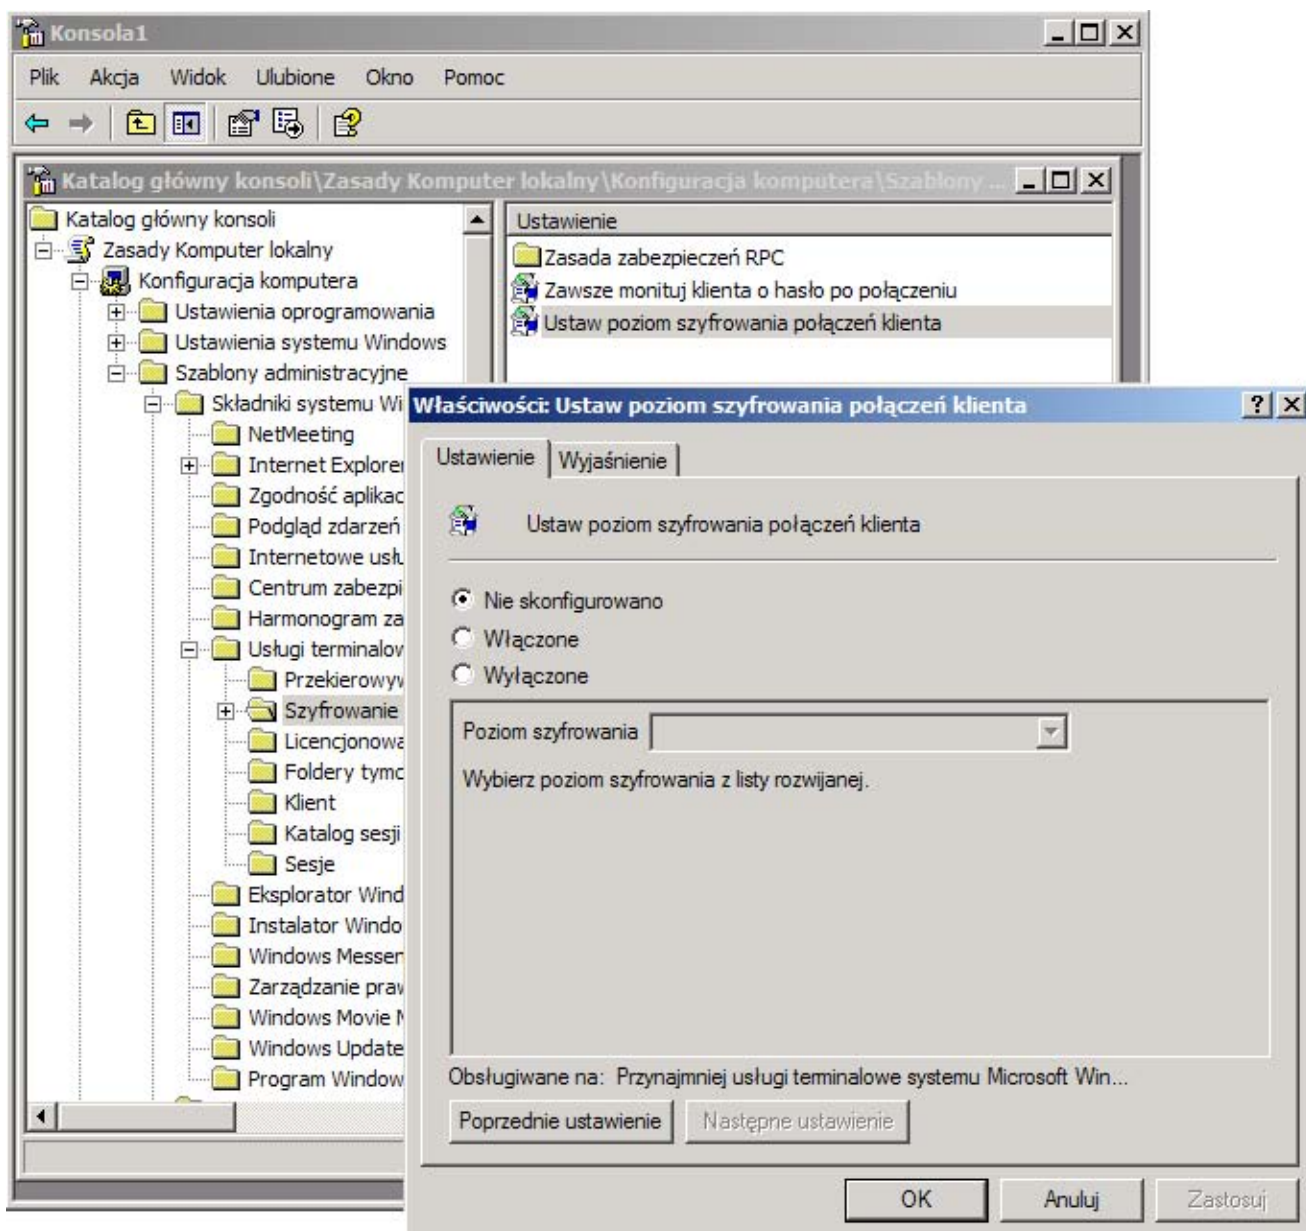 Konsola1
Plik Akcja Widok Ulubione Okno Pomoc
Katalog główny konsoli\Zasady Komputer lokalny\Konfiguracja komputera\Szablony ...
Katalog główny konsoli
Zasady Komputer lokalny
Konfiguracja komputera
Ustawienia oprogramowania
Ustawienia systemu Windows
Szablony administracyjne
Składniki systemu Wi
NetMeeting
Internet Explorer
Zgodność aplikac
Podgląd zdarzeń
Internetowe usłu
Centrum zabezpi
Harmonogram za
Usługi terminalow
Przekierowyw
Szyfrowanie
Licencjonowa
Foldery tymc
Klient
Katalog sesji
Sesje
Eksplorator Wind
Instalator Windo
Windows Messen
Zarządzanie praw
Windows Movie M
Windows Update
Program Window
Ustawienie
Zasada zabezpieczeń RPC
Zawsze monituj klienta o hasło po połączeniu
Ustaw poziom szyfrowania połączeń klienta
Właściwości: Ustaw poziom szyfrowania połączeń klienta
Ustawienie Wyjaśnienie
Ustaw poziom szyfrowania połączeń klienta
Nie skonfigurowano
Włączone
Wyłączone
Poziom szyfrowania
Wybierz poziom szyfrowania z listy rozwijanej.
Obsługiwane na: Przynajmniej usługi terminalowe systemu Microsoft Win...
Poprzednie ustawienie Następne ustawienie
OK Anuluj Zastosuj